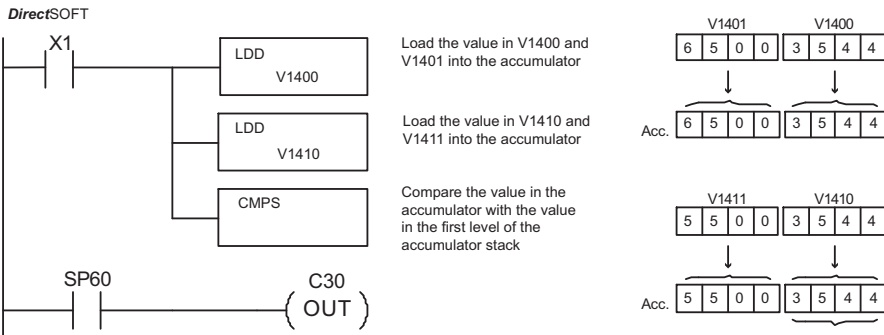 DirectSOFT
X1
LDD
V1400
Load the value in V1400 and
V1401 into the accumulator
LDD
V1410
Load the value in V1410 and
V1411 into the accumulator
CMPS
Compare the value in the
accumulator with the value
in the first level of the
accumulator stack
SP60
C30
OUT
V1401 V1400
6 5 0 0 3 5 4 4
Acc. 6 5 0 0 3 5 4 4
V1411 V1410
5 5 0 0 3 5 4 4
Acc. 5 5 0 0 3 5 4 4